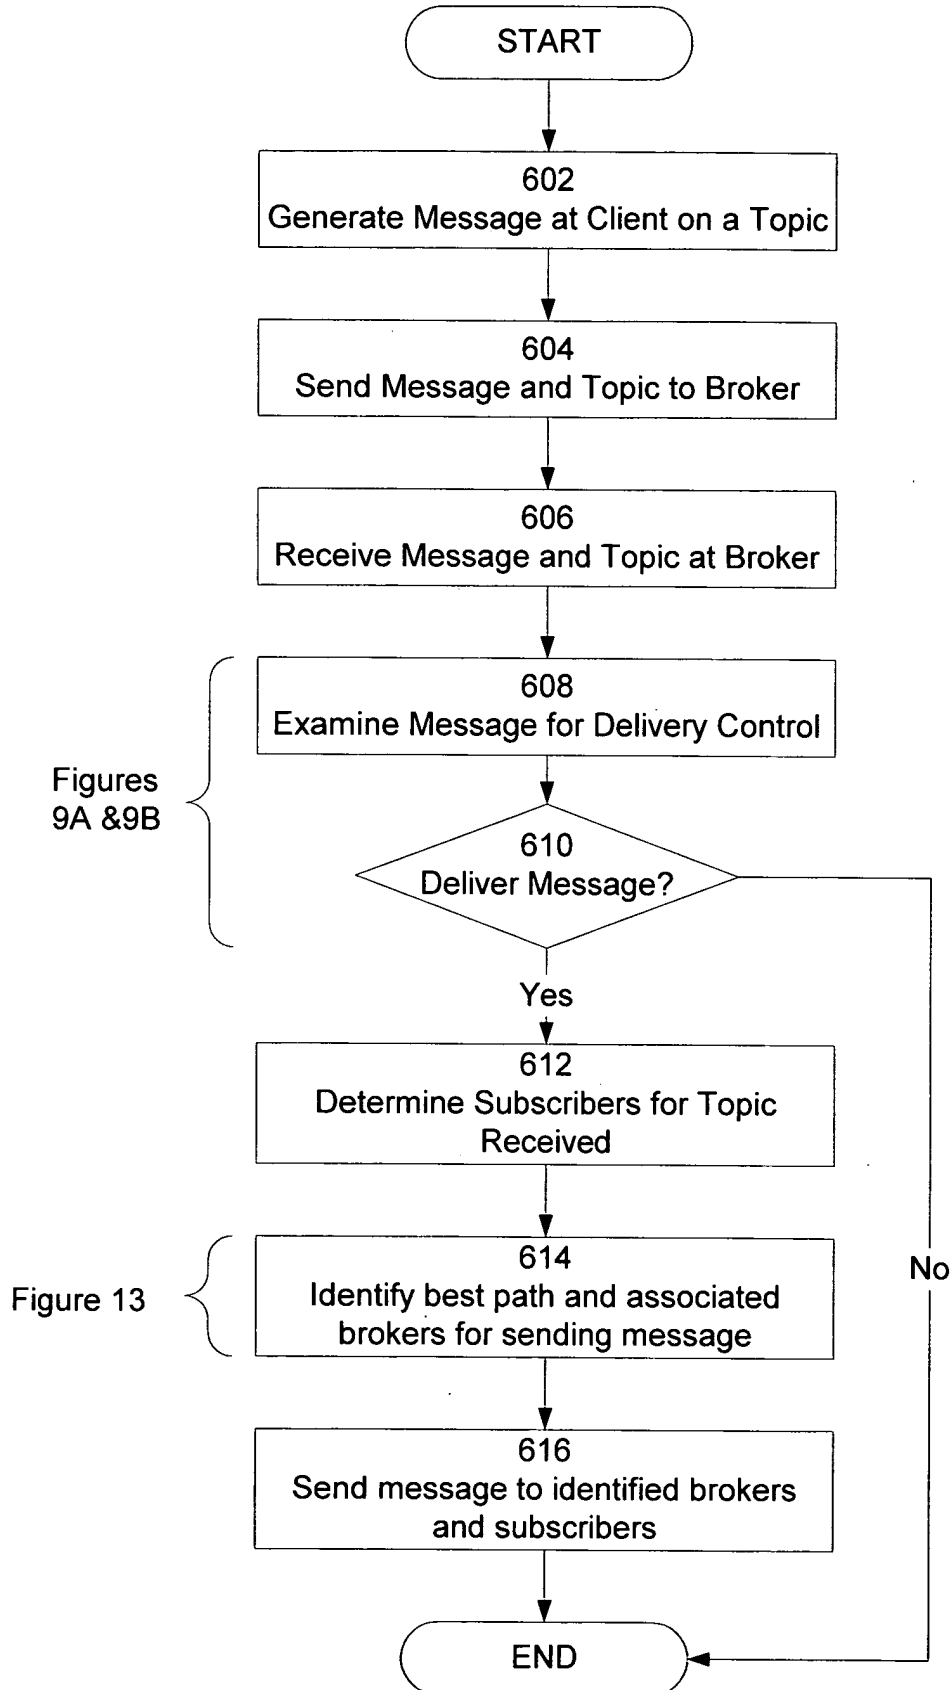 START
602
Generate Message at Client on a Topic
604
Send Message and Topic to Broker
606
Receive Message and Topic at Broker
608
Examine Message for Delivery Control
Figures
9A &9B
610
Deliver Message?
Yes
612
Determine Subscribers for Topic
Received
No
614
Identify best path and associated
brokers for sending message
Figure 13
616
Send message to identified brokers
and subscribers
END